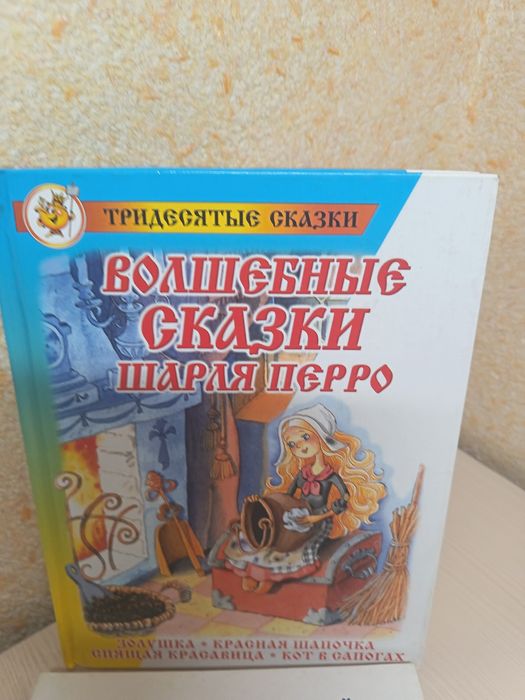 ТРИДЕСЯТЫЕ СКАЗКИ
ВОЛШЕБНЫЕ
СКАЗКИ
ШАРЛЯ ПЕРРО
ЗОЛУШКА • КРАСНАЯ ШАПОЧКА
СПЯЩАЯ КРАСАВИЦА • КОТ В САПОГАХ